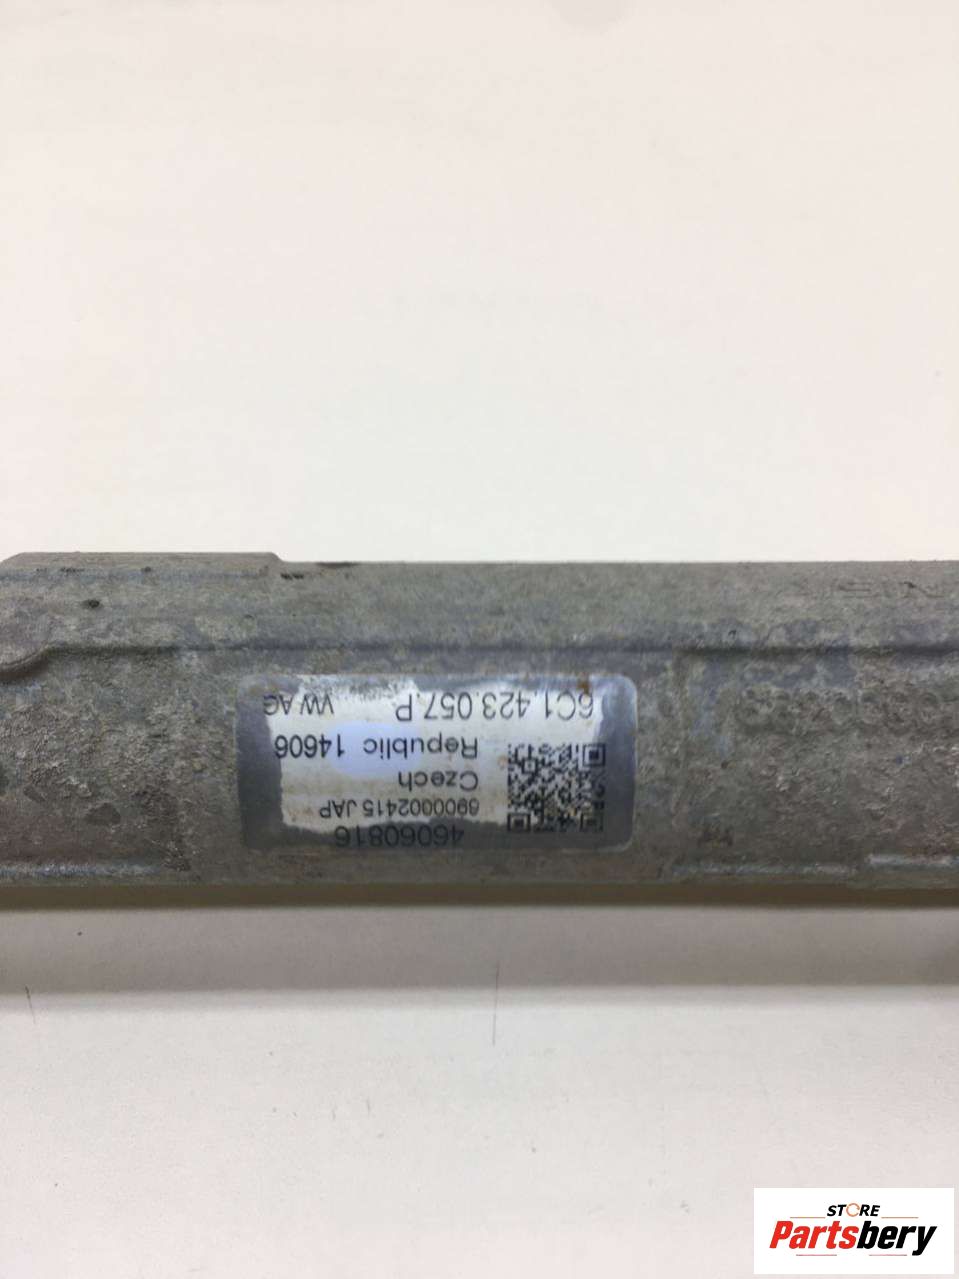 46060816
6900002415 JAP
Czech
Republic 14606
6C1.423.057.P VW AG
STORE
Partsbery